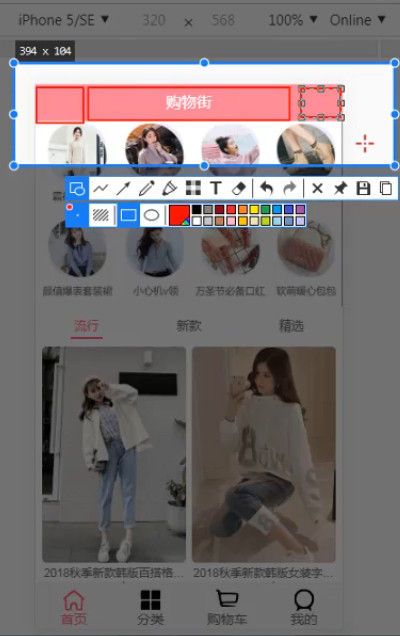 iPhone 5/SE ▼ 320 × 568 100% ▼ Online ▼
394 x 104
购物街
T
颜值爆表套装裙 小心机v领 万圣节必备口红 软萌暖心包包
流行 新款 精选
2018秋季新款韩版百搭格... 2018秋季新款韩版女装字...
首页 分类 购物车 我的